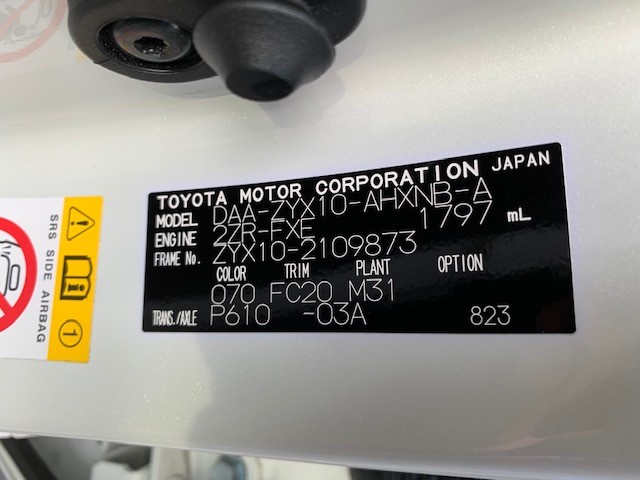 TOYOTA MOTOR CORPORATION JAPAN
MODEL DAA-ZYX10-AHXNB-A
ENGINE 2ZR-FXE 1797 mL
FRAME No. ZYX10-2109873
COLOR TRIM PLANT OPTION
070 FC20 M31
TRANS./AXLE P610 -03A 823
SRS SIDE AIRBAG
1